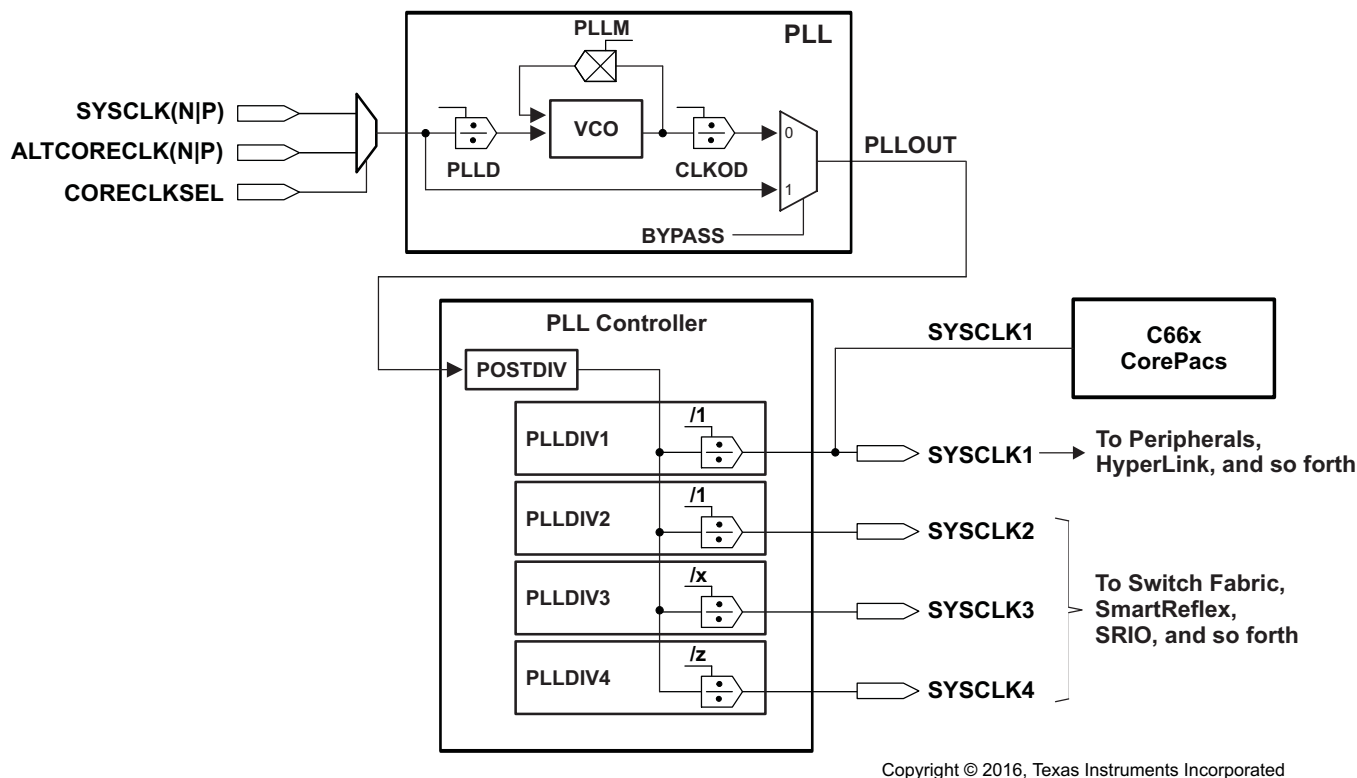 PLL
PLLM
SYSCLK(N|P)
ALTCORECLK(N|P)
CORECLKSEL
PLLD
VCO
CLKOD
0
1
BYPASS
PLLOUT
PLL Controller
POSTDIV
SYSCLK1
C66x
CorePacs
PLLDIV1
/1
SYSCLK1
To Peripherals,
HyperLink, and so forth
PLLDIV2
/1
SYSCLK2
PLLDIV3
/x
SYSCLK3
To Switch Fabric,
SmartReflex,
SRIO, and so forth
PLLDIV4
/z
SYSCLK4
Copyright © 2016, Texas Instruments Incorporated